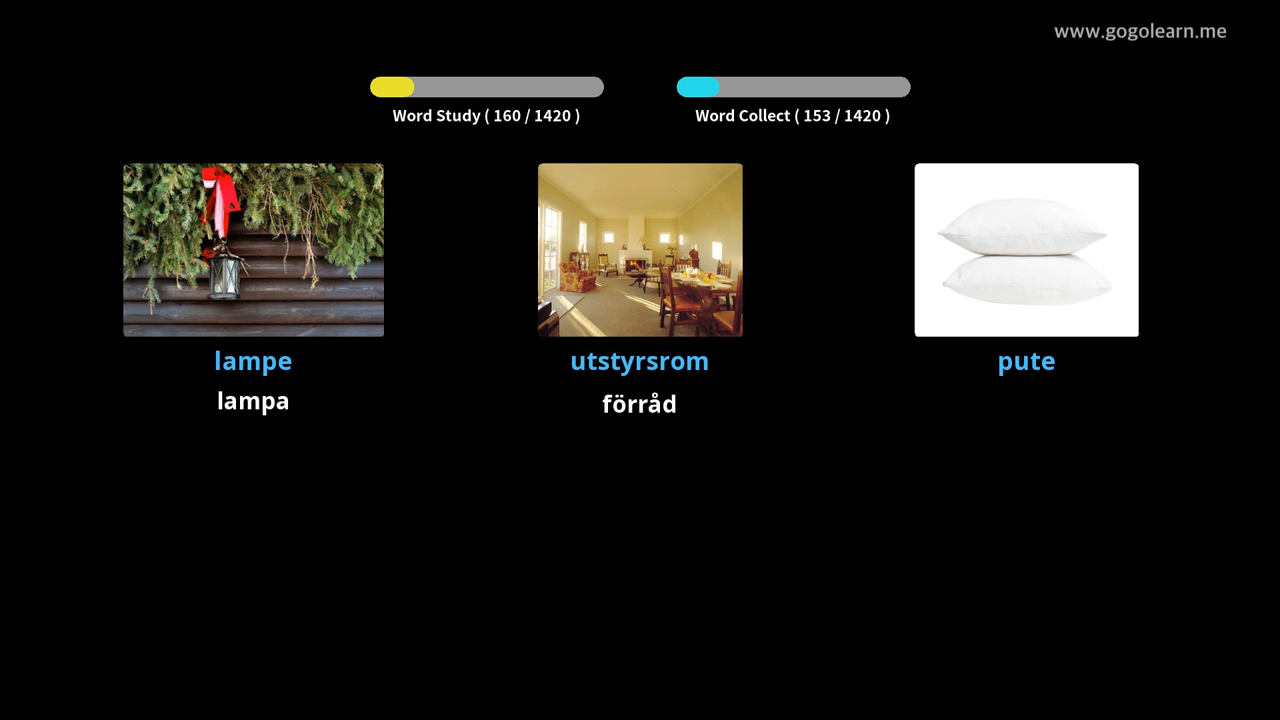 www.gogolearn.me
Word Study ( 160 / 1420 )
Word Collect ( 153 / 1420 )
lampe
utstyrsrom
pute
lampa
förråd